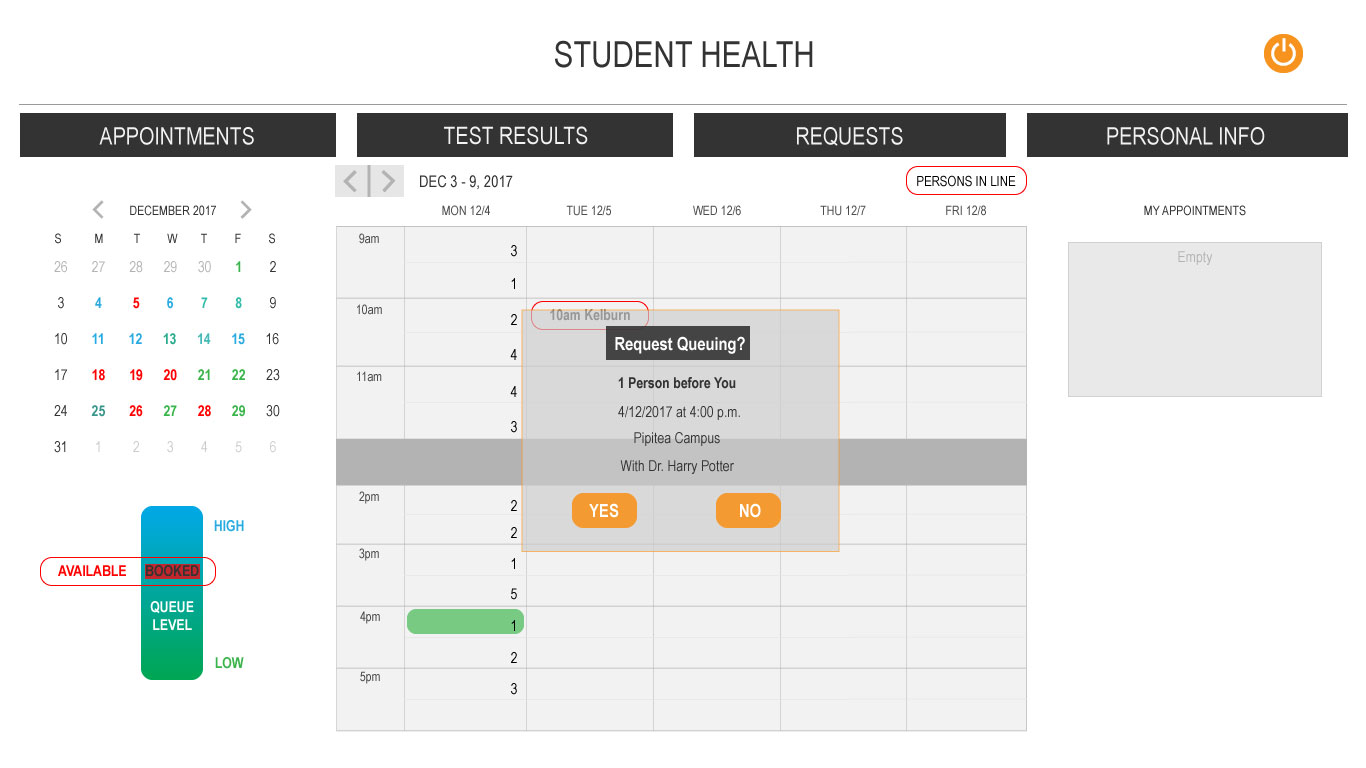 STUDENT HEALTH
APPOINTMENTS
TEST RESULTS
REQUESTS
PERSONAL INFO
DECEMBER 2017
S M T W T F S
26 27 28 29 30 1 2
3 4 5 6 7 8 9
10 11 12 13 14 15 16
17 18 19 20 21 22 23
24 25 26 27 28 29 30
31 1 2 3 4 5 6
HIGH
AVAILABLE BOOKED
QUEUE
LEVEL
LOW
DEC 3 - 9, 2017
PERSONS IN LINE
MON 12/4 TUE 12/5 WED 12/6 THU 12/7 FRI 12/8
9am 3
1
10am 2 10am Kelburn
4
11am 4
3
2pm 2
2
3pm 1
5
4pm 1
2
5pm 3
Request Queuing?
1 Person before You
4/12/2017 at 4:00 p.m.
Pipitea Campus
With Dr. Harry Potter
YES NO
MY APPOINTMENTS
Empty